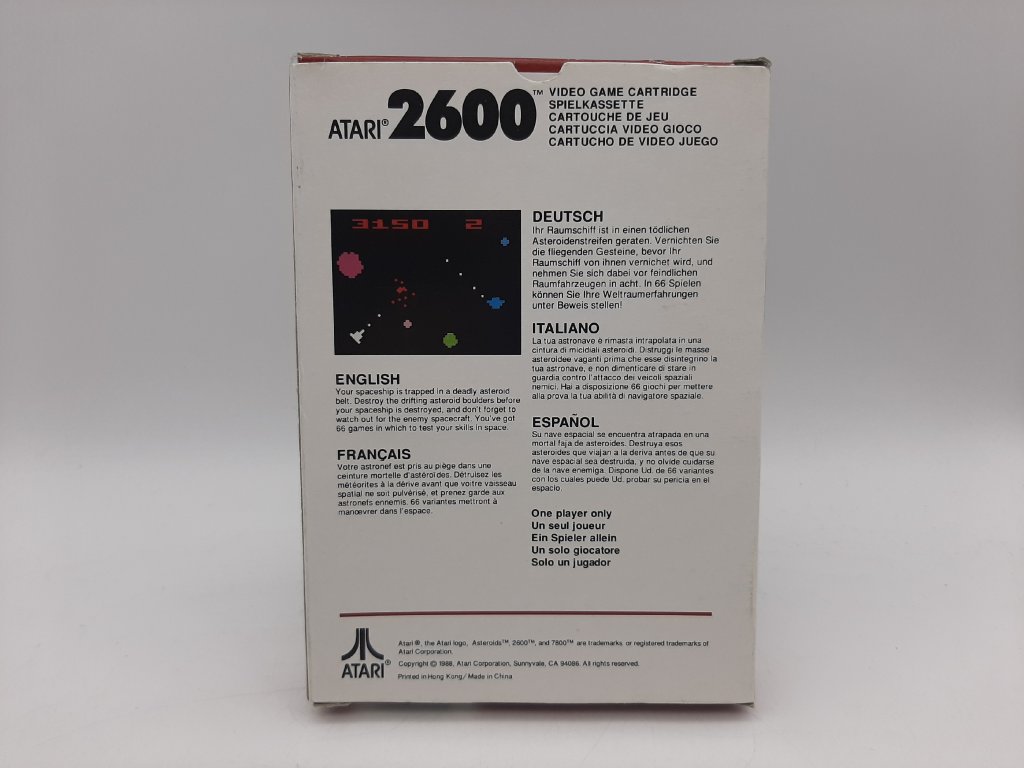 ATARI® 2600™
VIDEO GAME CARTRIDGE
SPIELKASSETTE
CARTOUCHE DE JEU
CARTUCCIA VIDEO GIOCO
CARTUCHO DE VIDEO JUEGO
3150 2
ENGLISH
Your spaceship is trapped in a deadly asteroid
belt. Destroy the drifting asteroid boulders before
your spaceship is destroyed, and don't forget to
watch out for the enemy spacecraft. You've got
66 games in which to test your skills in space.
FRANÇAIS
Votre astronef est pris au piège dans une
ceinture mortelle d'astéroïdes. Détruisez les
météorites à la dérive avant que voitre vaisseau
spatial ne soit pulvérisé, et prenez garde aux
astronefs ennemis. 66 variantes mettront à
manœvrer dans l'espace.
DEUTSCH
Ihr Raumschiff ist in einen tödlichen
Asteroidenstreifen geraten. Vernichten Sie
die fliegenden Gesteine, bevor Ihr
Raumschiff von ihnen vernichet wird, und
nehmen Sie sich dabei vor feindlichen
Raumfahrzeugen in acht. In 66 Spielen
können Sie Ihre Weltraumerfahrungen
unter Beweis stellen!
ITALIANO
La tua astronave è rimasta intrapolata in una
cintura di micidiali asteroidi. Distruggi le masse
asteroidee vaganti prima che esse disintegrino la
tua astronave, e non dimenticare di stare in
guardia contro l'attacco dei veicoli spaziali
nemici. Hai a disposizione 66 giochi per mettere
alla prova la tua abilità di navigatore spaziale.
ESPAÑOL
Su nave espacial se encuentra atrapada en una
mortal faja de asteroides. Destruya esos
asteroides que viajan a la deriva antes de que su
nave espacial sea destruida, y no olvide cuidarse
de la nave enemiga. Dispone Ud. de 66 variantes
con los cuales puede Ud. probar su pericia en el
espacio.
One player only
Un seul joueur
Ein Spieler allein
Un solo giocatore
Solo un jugador
ATARI®
Atari ®, the Atari logo, Asteroids™, 2600™, and 7800™ are trademarks or registered trademarks of
Atari Corporation.
Copyright © 1988, Atari Corporation, Sunnyvale, CA 94086. All rights reserved.
Printed in Hong Kong / Made in China